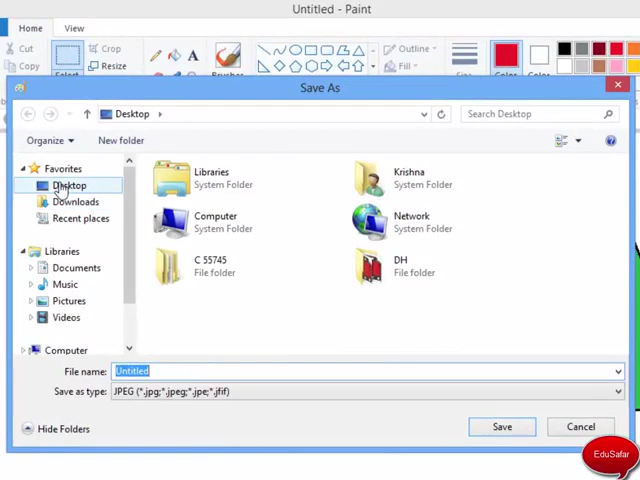 Untitled - Paint
Home
View
Cut
Copy
Select
Crop
Resize
A
Brushes
Outline
Fill
Size
Color
Color
Save As
Desktop
Search Desktop
Organize
New folder
Favorites
Desktop
Downloads
Recent places
Libraries
Documents
Music
Pictures
Videos
Computer
Libraries
System Folder
Krishna
System Folder
Computer
System Folder
Network
System Folder
C 55745
File folder
DH
File folder
File name:
Untitled
Save as type:
JPEG (*.jpg;*.jpeg;*.jpe;*.jfif)
Hide Folders
Save
Cancel
EduSafar